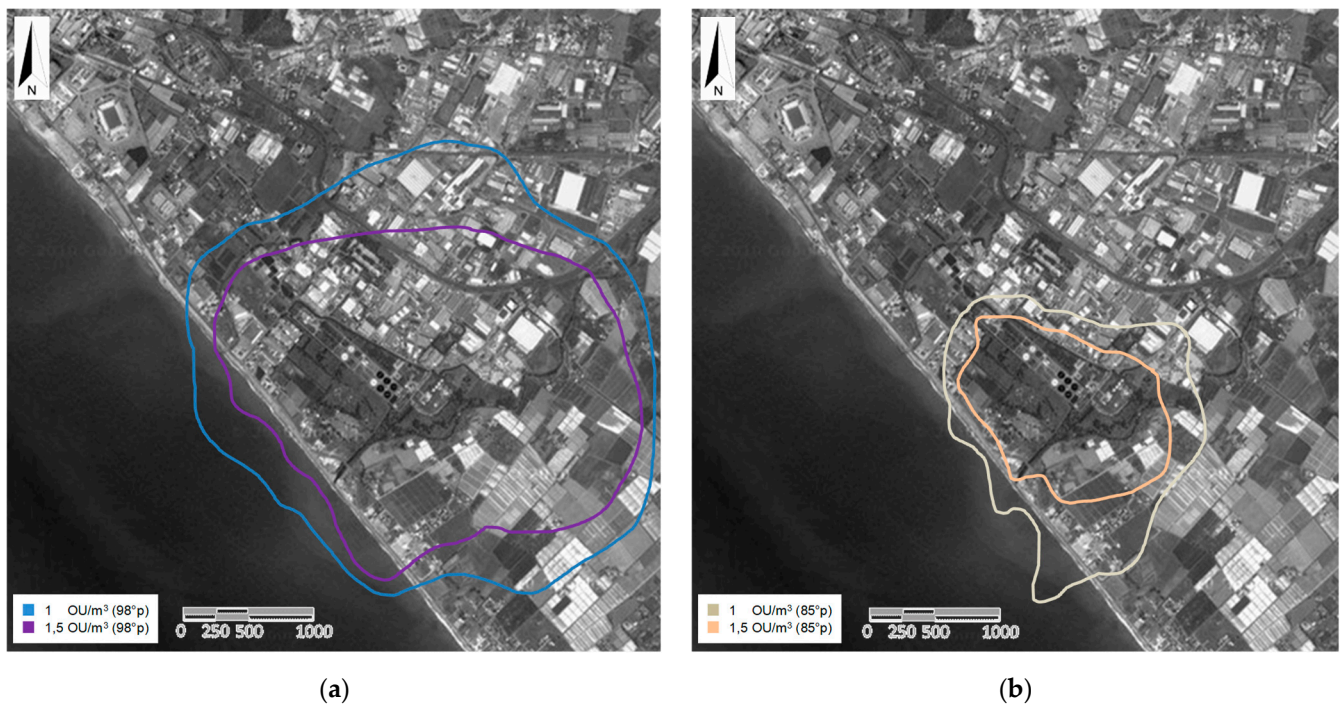 N
N
1 OU/m³ (98°p)
1,5 OU/m³ (98°p)
0 250 500 1000
1 OU/m³ (85°p)
1,5 OU/m³ (85°p)
0 250 500 1000
(a)
(b)